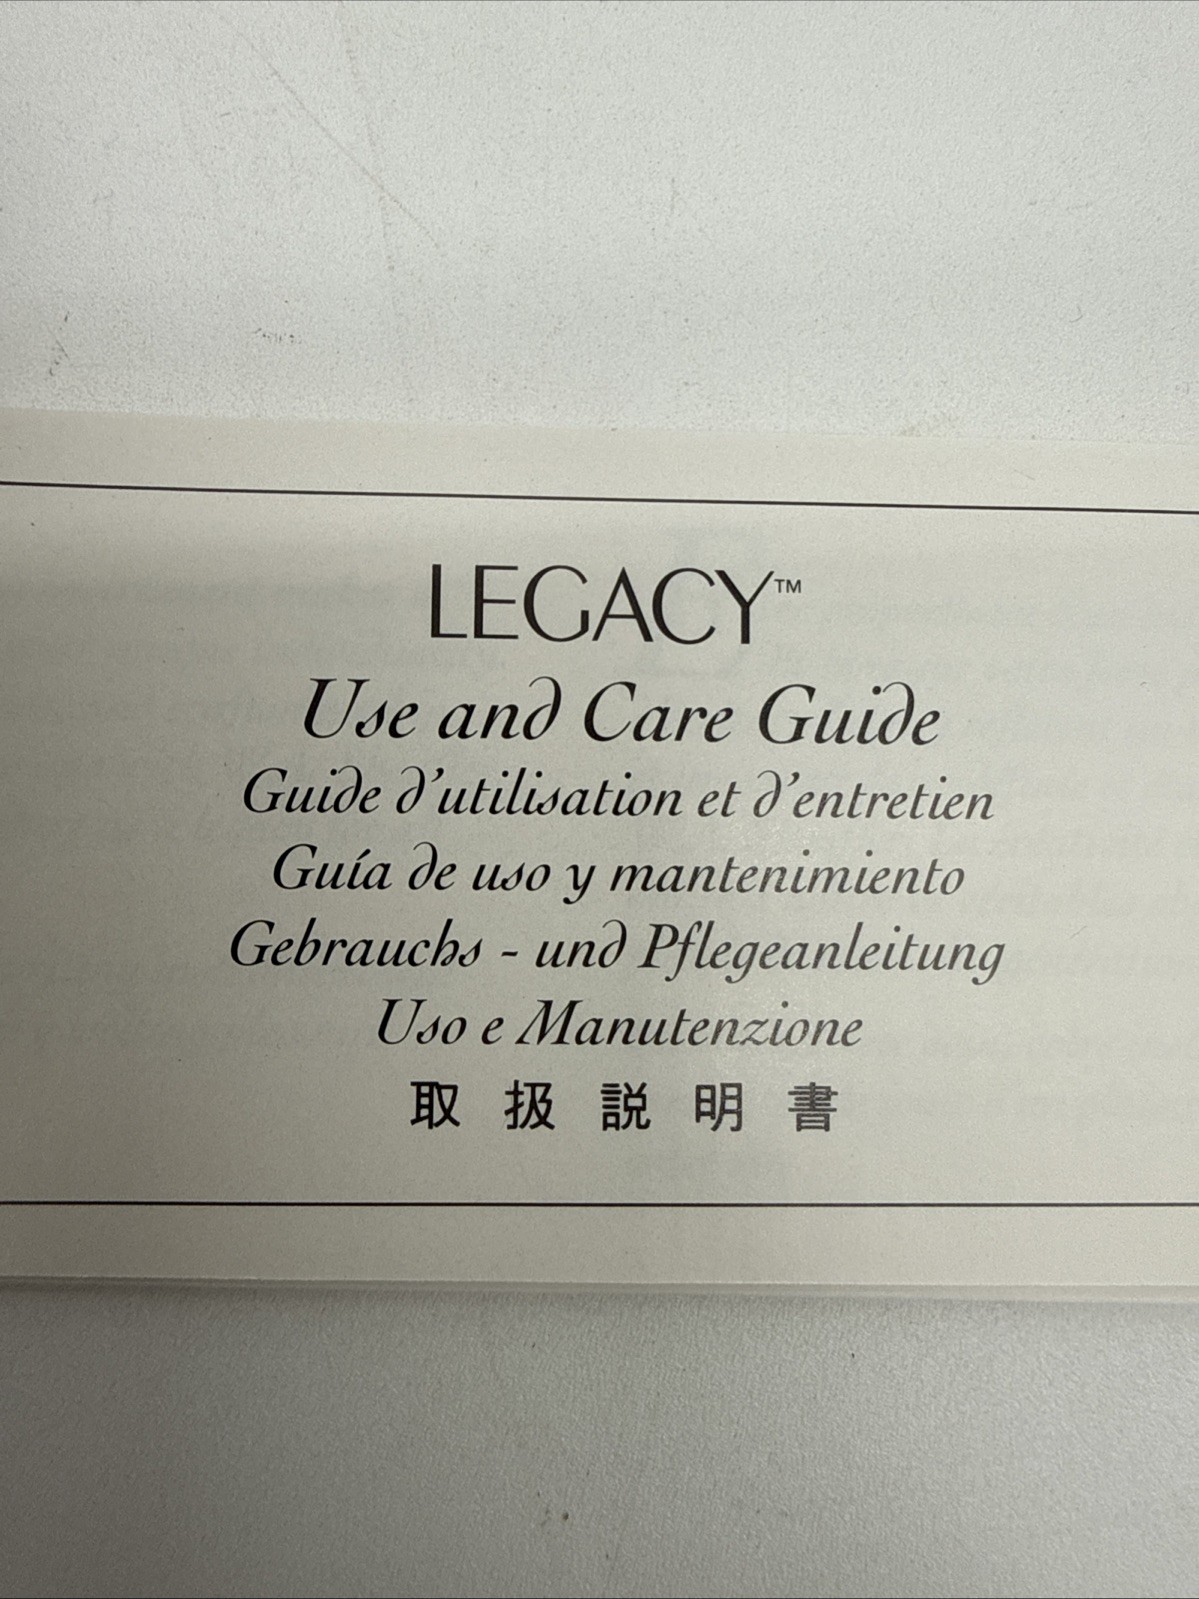 LEGACY™
Use and Care Guide
Guide d'utilisation et d'entretien
Guía de uso y mantenimiento
Gebrauchs - und Pflegeanleitung
Uso e Manutenzione
取 扱 説 明 書